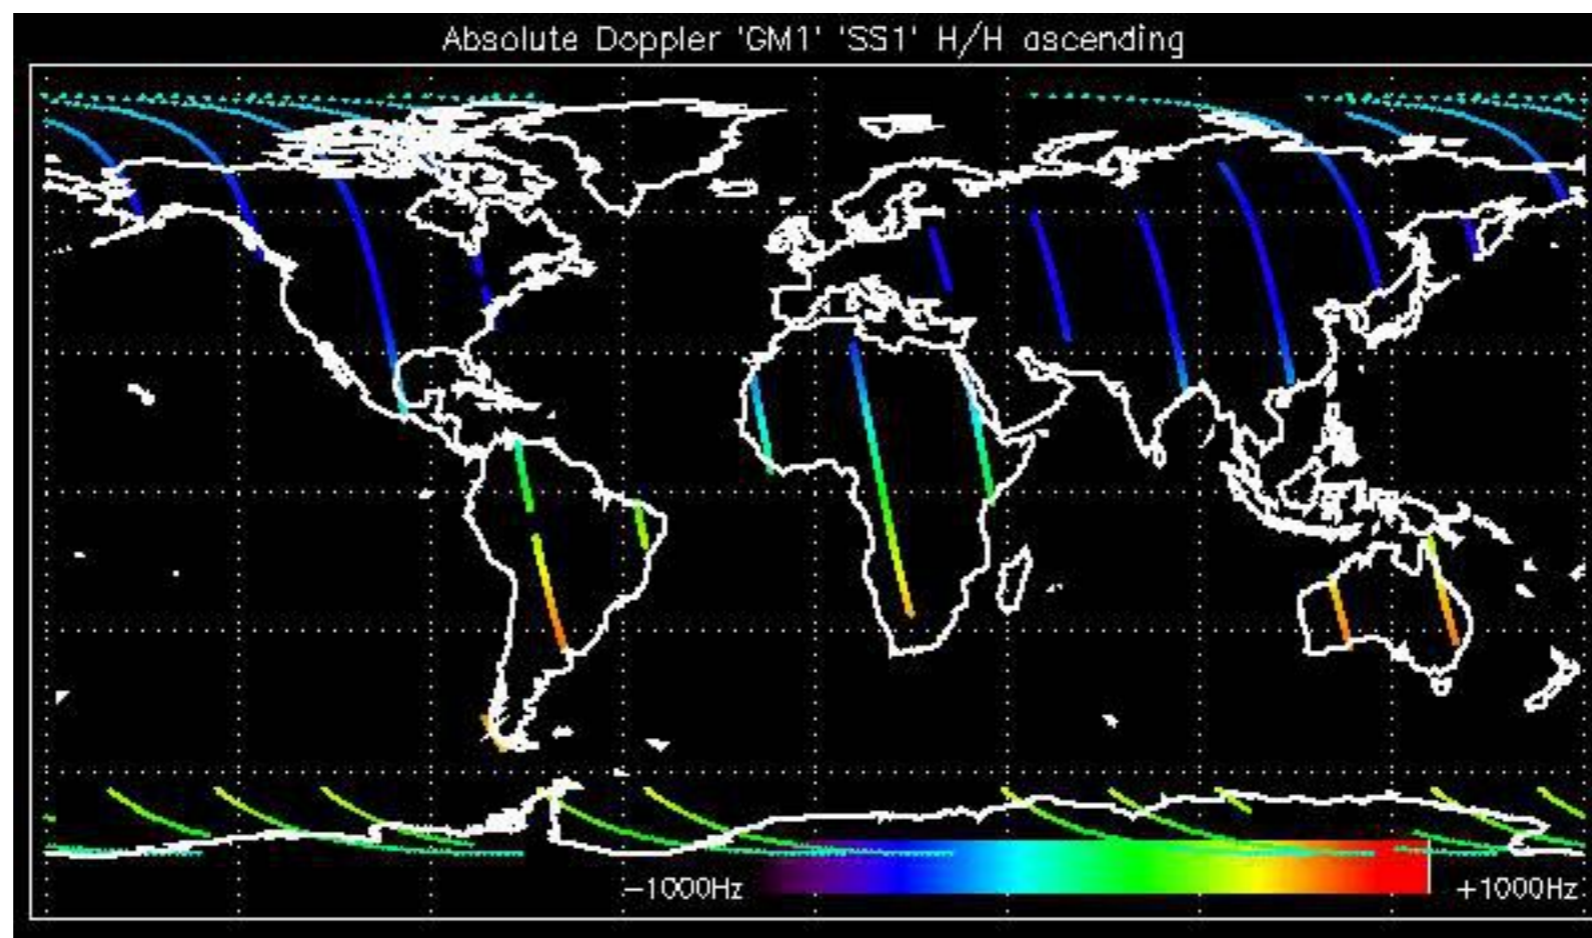 Absolute Doppler 'GM1' 'SS1' H/H ascending
−1000Hz
+1000Hz